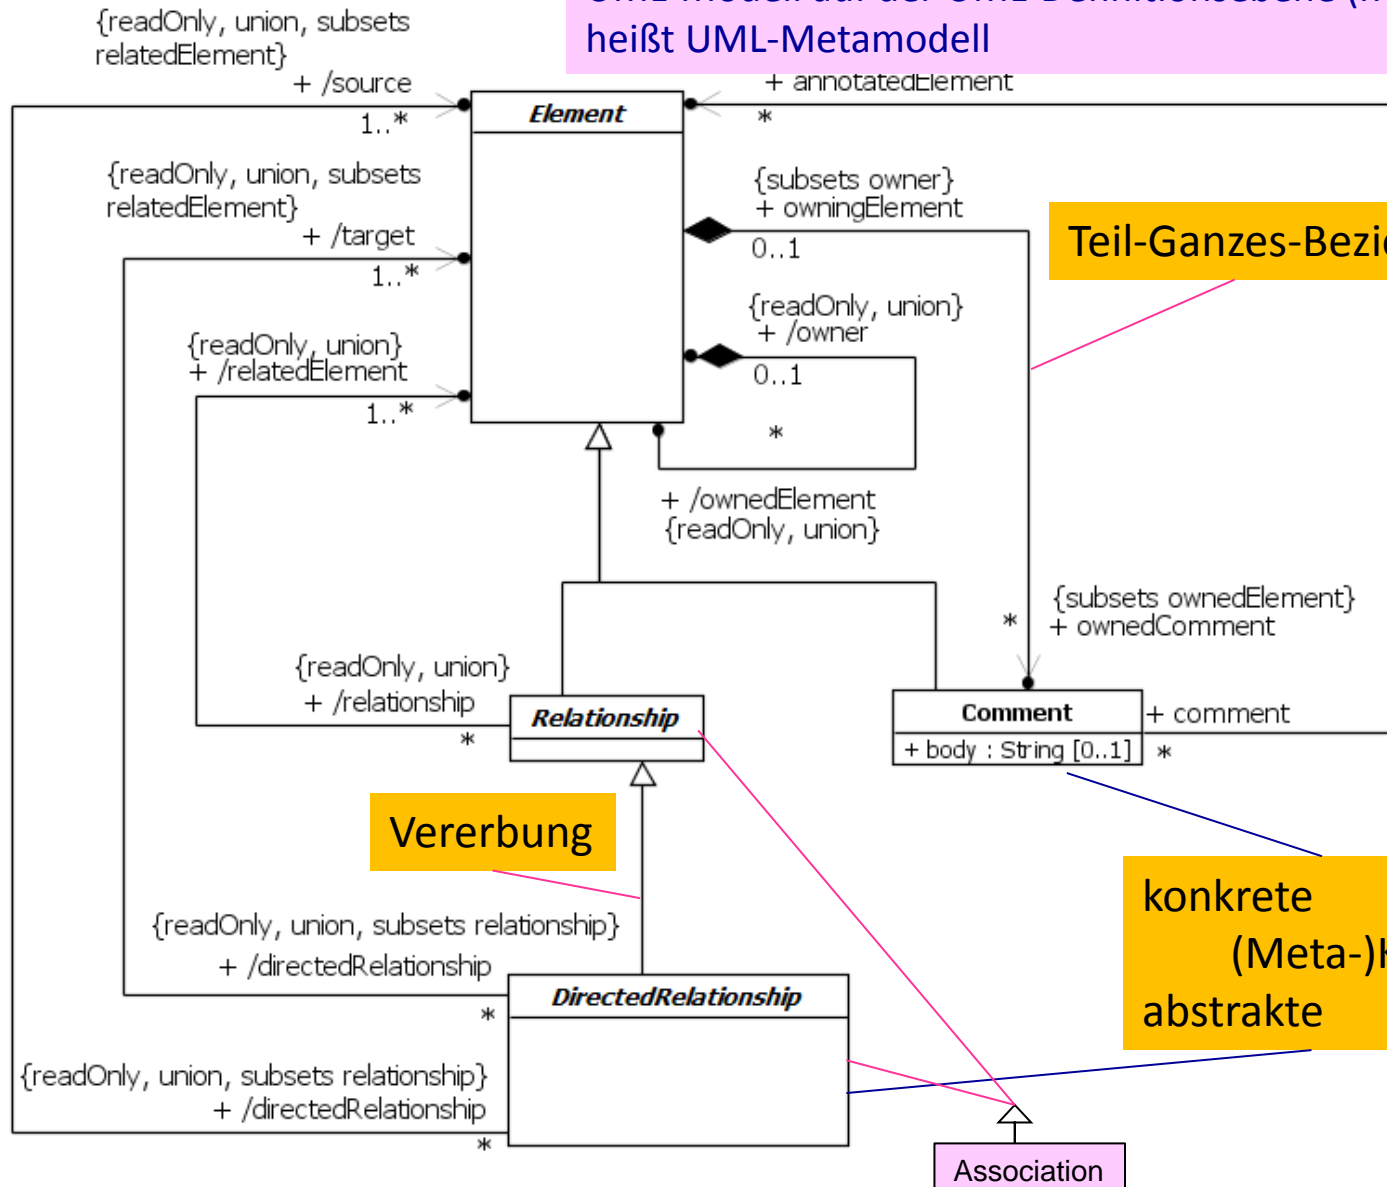 {readOnly, union, subsets
relatedElement}
+ /source
1..*
heißt UML-Metamodell
+ annotatedElement
*
Element
{readOnly, union, subsets
relatedElement}
+ /target
1..*
{subsets owner}
+ owningElement
0..1
{readOnly, union}
+ /owner
0..1
{readOnly, union}
+ /relatedElement
1..*
*
+ /ownedElement
{readOnly, union}
{subsets ownedElement}
* + ownedComment
{readOnly, union}
+ /relationship
*
Relationship
Comment
+ body : String [0..1]
+ comment
*
Vererbung
konkrete
abstrakte
{readOnly, union, subsets relationship}
+ /directedRelationship
*
DirectedRelationship
{readOnly, union, subsets relationship}
+ /directedRelationship
*
Association